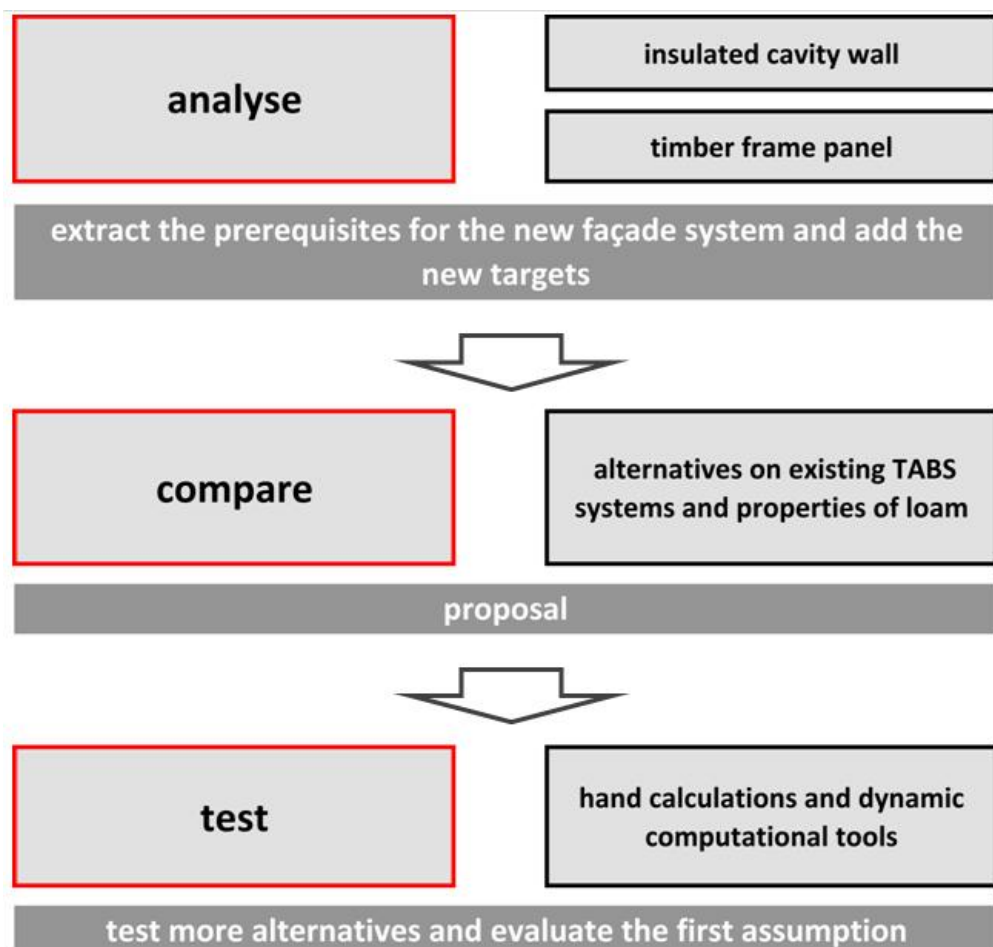 analyse
insulated cavity wall
timber frame panel
extract the prerequisites for the new façade system and add the
new targets
compare
alternatives on existing TABS
systems and properties of loam
proposal
test
hand calculations and dynamic
computational tools
test more alternatives and evaluate the first assumption